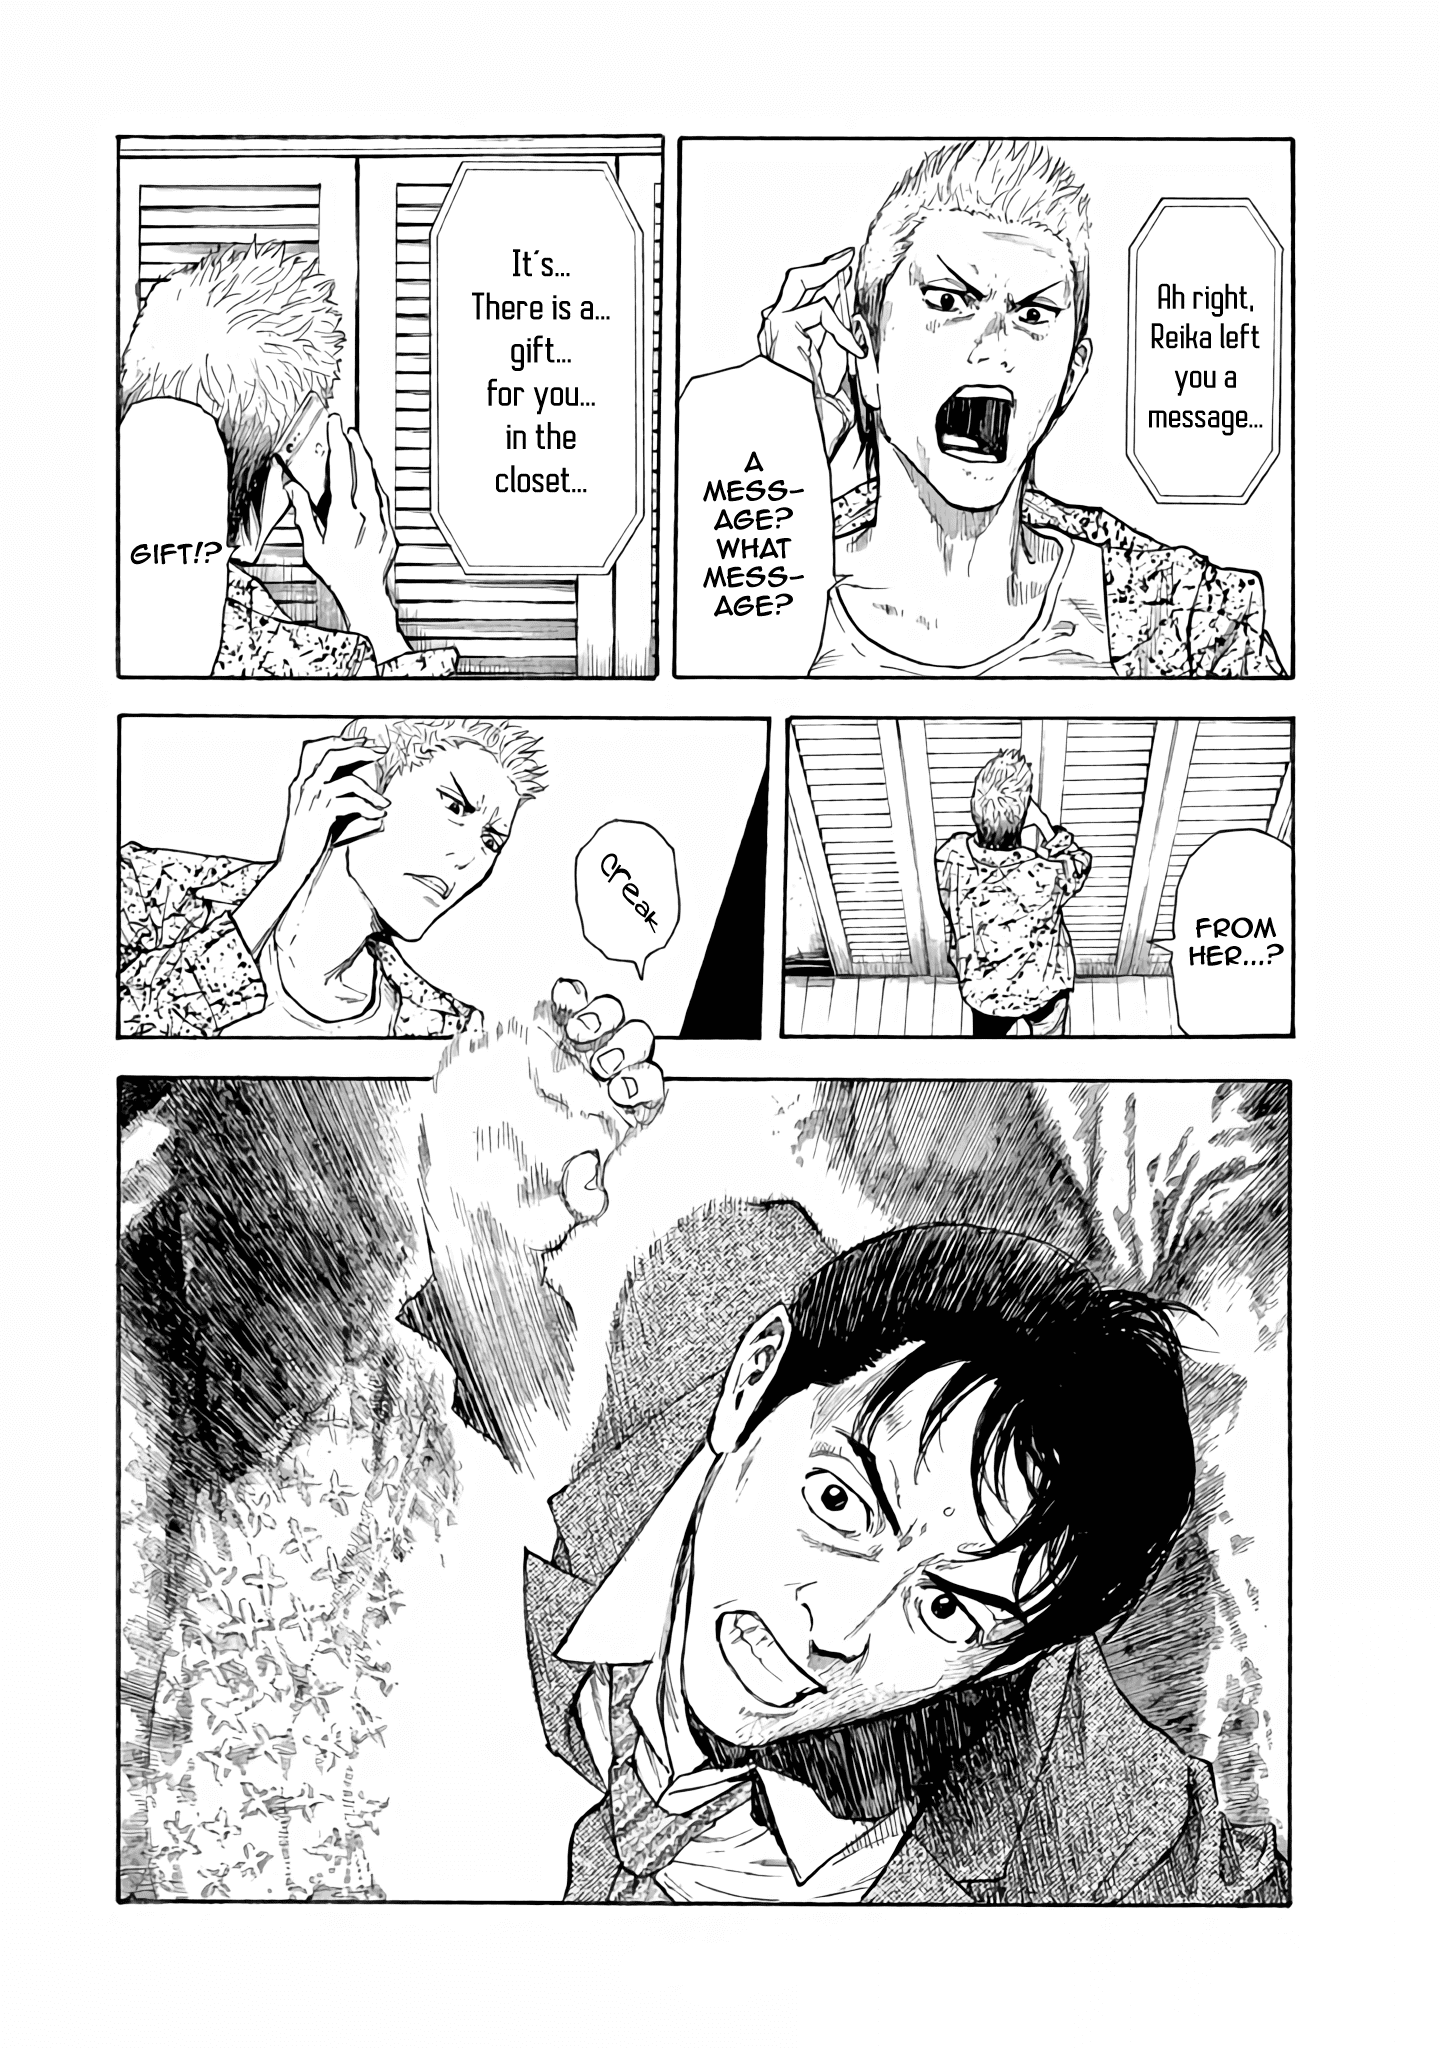 Ah right,
Reika left
you a
message...
A
MESS-
AGE?
WHAT
MESS-
AGE?
It's...
There is a...
gift...
for you...
in the
closet...
GIFT!?
FROM
HER...?
creak